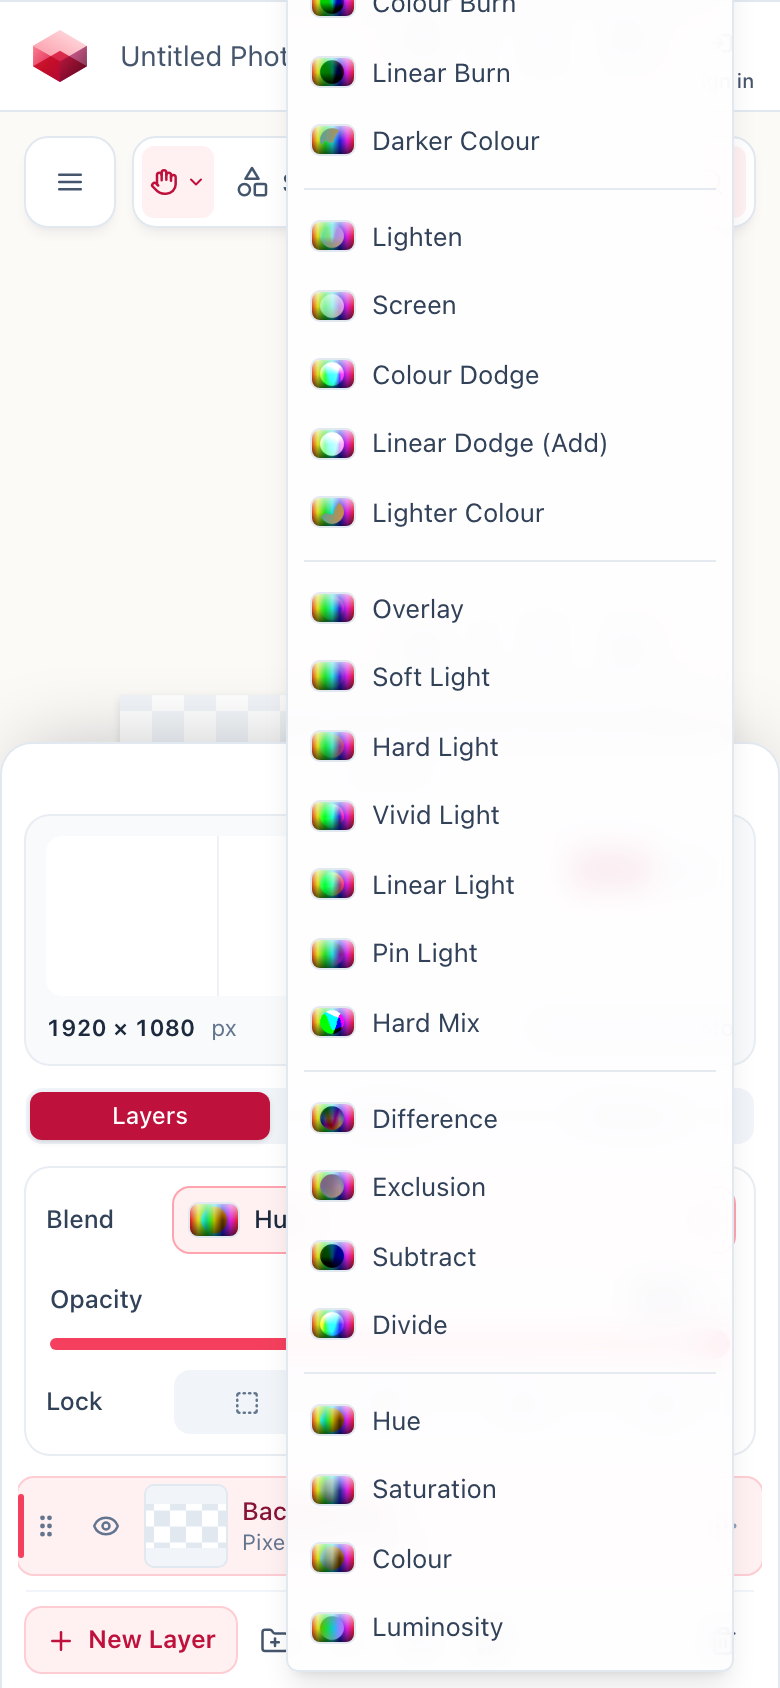 Colour Burn
Untitled Phot
Linear Burn
in
Darker Colour
Lighten
Screen
Colour Dodge
Linear Dodge (Add)
Lighter Colour
Overlay
Soft Light
Hard Light
Vivid Light
Linear Light
Pin Light
1920 × 1080 px
Hard Mix
Layers
Difference
Exclusion
Blend
Hu
Subtract
Opacity
Divide
Lock
Hue
Saturation
Bac
Pixe
Colour
New Layer
Luminosity